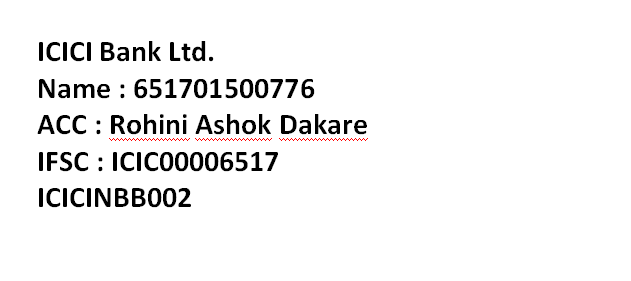 ICICI Bank Ltd.
Name : 651701500776
ACC : Rohini Ashok Dakare
IFSC : ICIC00006517
ICICINBB002